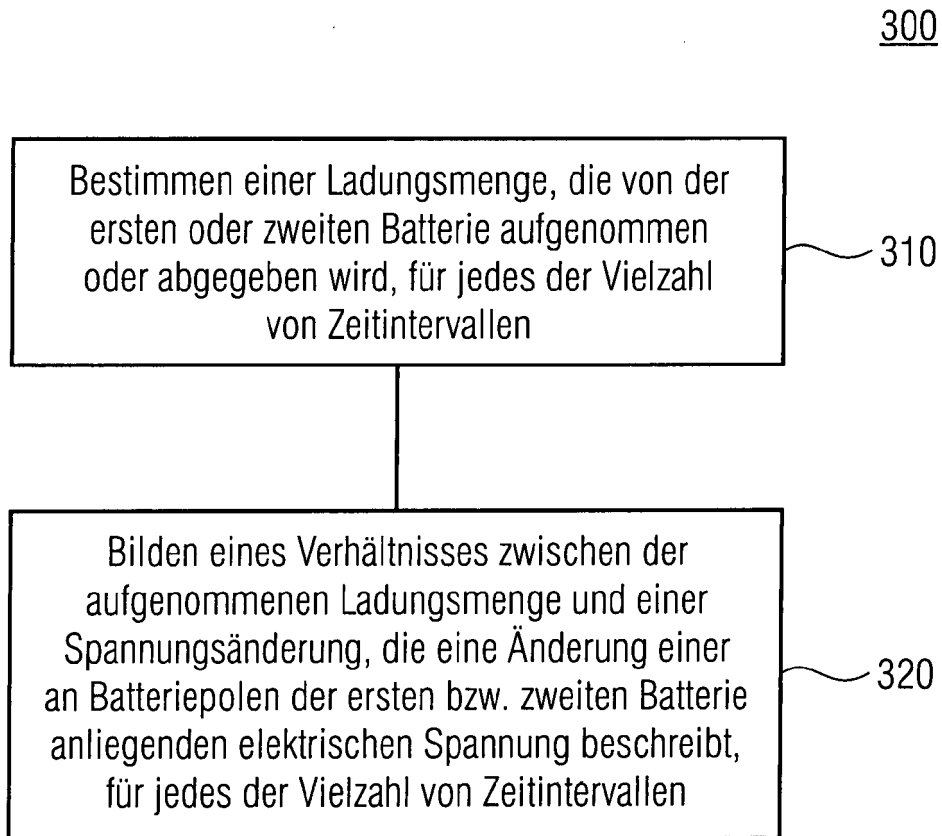 300
Bestimmen einer Ladungsmenge, die von der
ersten oder zweiten Batterie aufgenommen
oder abgegeben wird, für jedes der Vielzahl
von Zeitintervallen
310
Bilden eines Verhältnisses zwischen der
aufgenommenen Ladungsmenge und einer
Spannungsänderung, die eine Änderung einer
an Batteriepolen der ersten bzw. zweiten Batterie
anliegenden elektrischen Spannung beschreibt,
für jedes der Vielzahl von Zeitintervallen
320